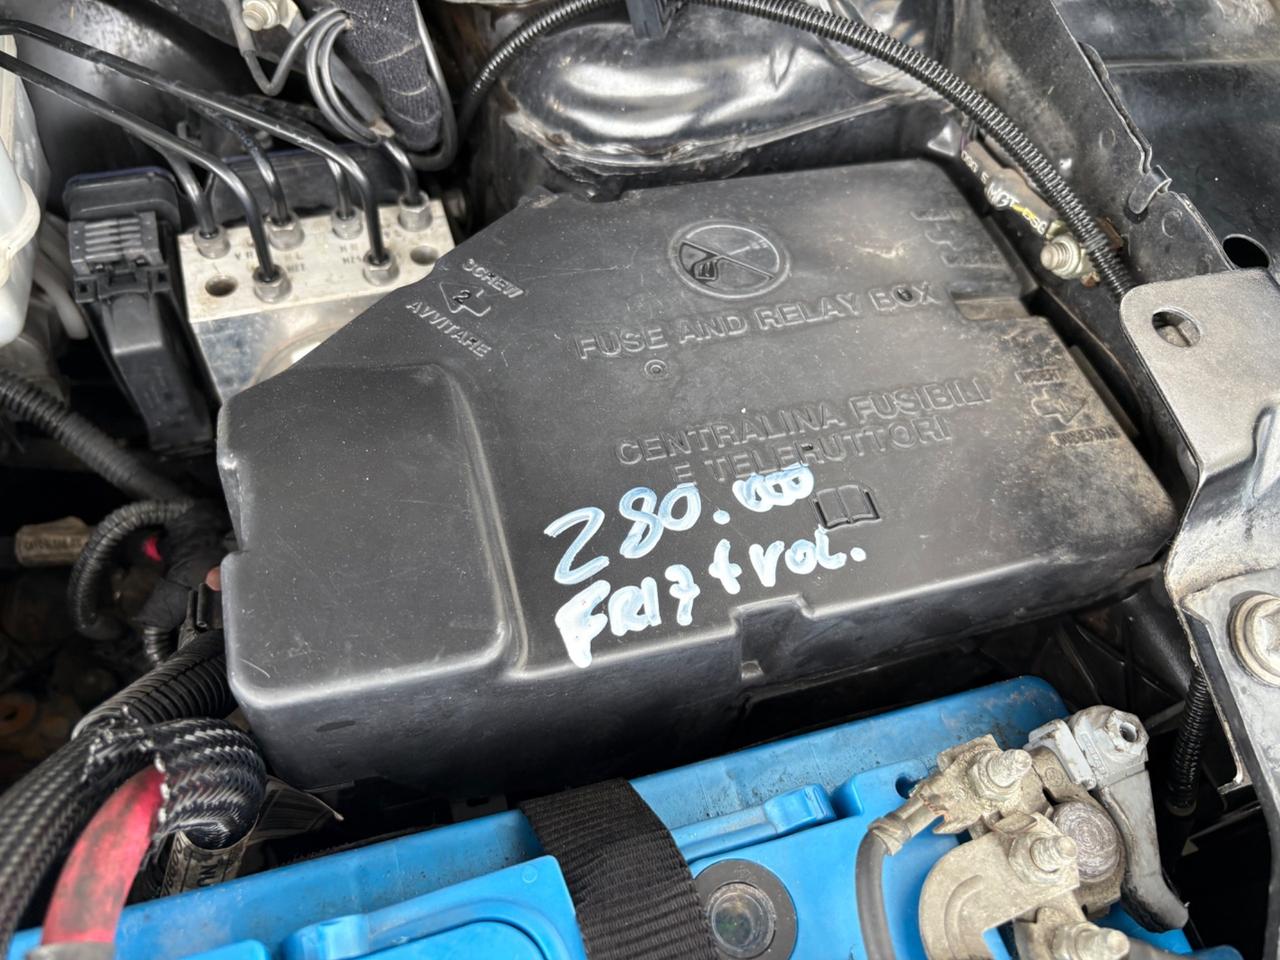 SCREW
2
AVVITARE
FUSE AND RELAY BOX
CENTRALINA FUSIBILI
E TELERUTTORI
280.000
FR17 + VOL.